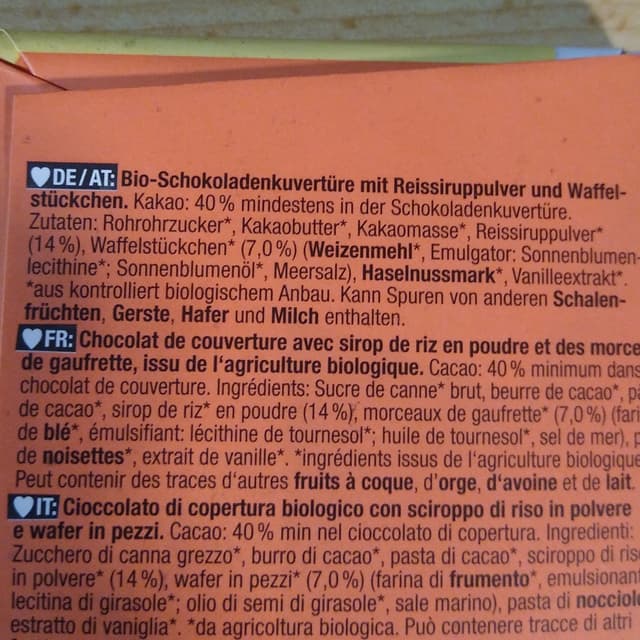 DE/AT: Bio-Schokoladenkuvertüre mit Reissiruppulver und Waffel-
stückchen. Kakao: 40 % mindestens in der Schokoladenkuvertüre.
Zutaten: Rohrohrzucker*, Kakaobutter*, Kakaomasse*, Reissiruppulver*
(14 %), Waffelstückchen* (7,0 %) (Weizenmehl*, Emulgator: Sonnenblumen-
lecithine*; Sonnenblumenöl*, Meersalz), Haselnussmark*, Vanilleextrakt*.
*aus kontrolliert biologischem Anbau. Kann Spuren von anderen Schalen-
früchten, Gerste, Hafer und Milch enthalten.
FR: Chocolat de couverture avec sirop de riz en poudre et des morce
de gaufrette, issu de l'agriculture biologique. Cacao: 40 % minimum dans
chocolat de couverture. Ingrédients: Sucre de canne* brut, beurre de cacao*, pa
de cacao*, sirop de riz* en poudre (14 %), morceaux de gaufrette* (7,0 %) (fari
de blé*, émulsifiant: lécithine de tournesol*; huile de tournesol*, sel de mer), p
de noisettes*, extrait de vanille*. *ingrédients issus de l'agriculture biologique
Peut contenir des traces d'autres fruits à coque, d'orge, d'avoine et de lait.
IT: Cioccolato di copertura biologico con sciroppo di riso in polvere
e wafer in pezzi. Cacao: 40 % min nel cioccolato di copertura. Ingredienti:
Zucchero di canna grezzo*, burro di cacao*, pasta di cacao*, sciroppo di riso
in polvere* (14 %), wafer in pezzi* (7,0 %) (farina di frumento*, emulsionant
lecitina di girasole*; olio di semi di girasole*, sale marino), pasta di nocciole
estratto di vaniglia*. *da agricoltura biologica. Può contenere tracce di altri